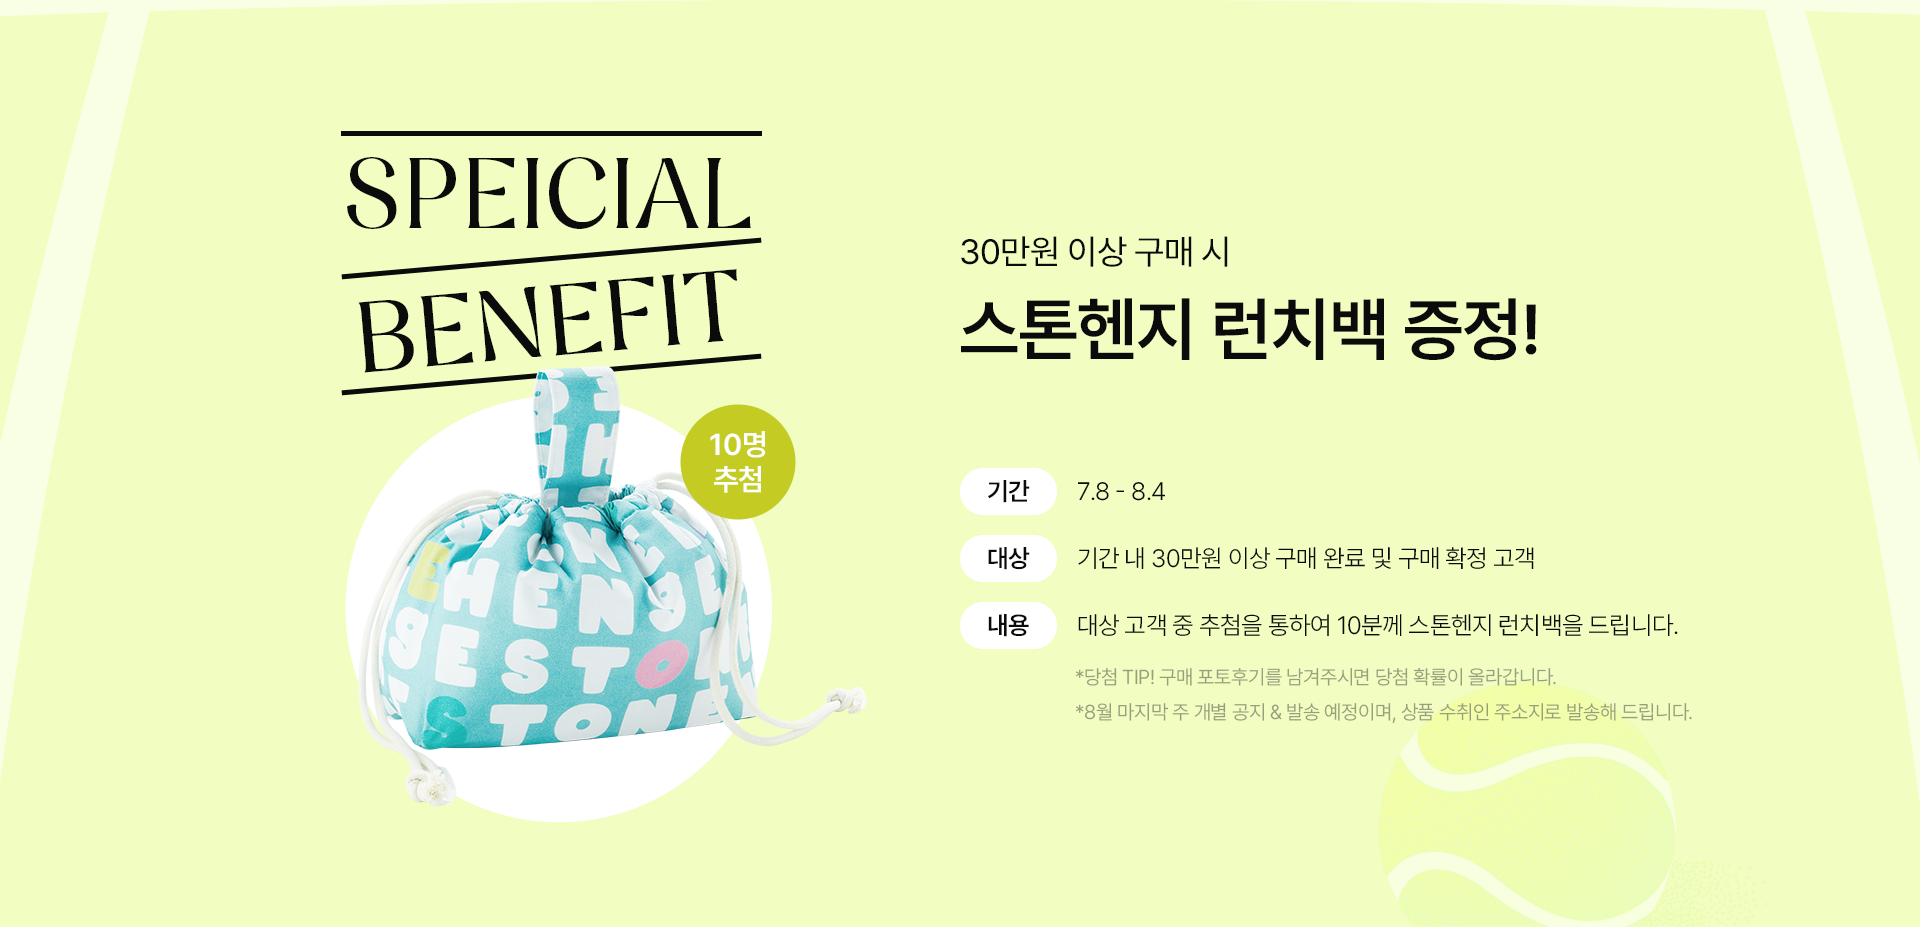 SPEICIAL
BENEFIT
10명
추첨
HENGE
gESTON
STONE
30만원 이상 구매 시
스톤헨지 런치백 증정!
기간 7.8 - 8.4
대상 기간 내 30만원 이상 구매 완료 및 구매 확정 고객
내용 대상 고객 중 추첨을 통하여 10분께 스톤헨지 런치백을 드립니다.
*당첨 TIP! 구매 포토후기를 남겨주시면 당첨 확률이 올라갑니다.
*8월 마지막 주 개별 공지 & 발송 예정이며, 상품 수취인 주소지로 발송해 드립니다.